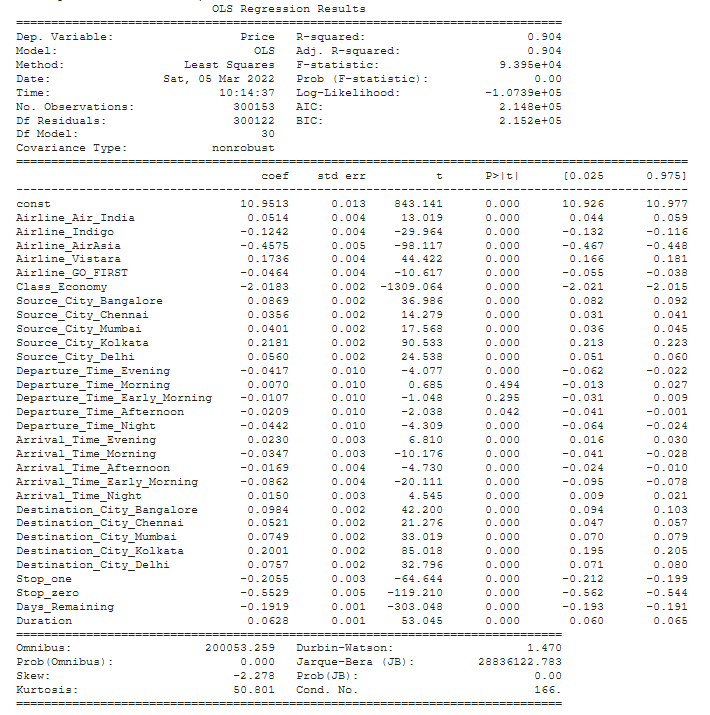 OLS Regression Results
==============================================================================
Dep. Variable: Price R-squared: 0.904
Model: OLS Adj. R-squared: 0.904
Method: Least Squares F-statistic: 9.395e+04
Date: Sat, 05 Mar 2022 Prob (F-statistic): 0.00
Time: 10:14:37 Log-Likelihood: -1.0739e+05
No. Observations: 300153 AIC: 2.148e+05
Df Residuals: 300122 BIC: 2.152e+05
Df Model: 30
Covariance Type: nonrobust
================================================================================================
coef std err t P>|t| [0.025 0.975]
------------------------------------------------------------------------------------------------
const 10.9513 0.013 843.141 0.000 10.926 10.977
Airline_Air_India 0.0514 0.004 13.019 0.000 0.044 0.059
Airline_Indigo -0.1242 0.004 -29.964 0.000 -0.132 -0.116
Airline_AirAsia -0.4575 0.005 -98.117 0.000 -0.467 -0.448
Airline_Vistara 0.1736 0.004 44.422 0.000 0.166 0.181
Airline_GO_FIRST -0.0464 0.004 -10.617 0.000 -0.055 -0.038
Class_Economy -2.0183 0.002 -1309.064 0.000 -2.021 -2.015
Source_City_Bangalore 0.0869 0.002 36.986 0.000 0.082 0.092
Source_City_Chennai 0.0356 0.002 14.279 0.000 0.031 0.041
Source_City_Mumbai 0.0401 0.002 17.568 0.000 0.036 0.045
Source_City_Kolkata 0.2181 0.002 90.533 0.000 0.213 0.223
Source_City_Delhi 0.0560 0.002 24.538 0.000 0.051 0.060
Departure_Time_Evening -0.0417 0.010 -4.077 0.000 -0.062 -0.022
Departure_Time_Morning 0.0070 0.010 0.685 0.494 -0.013 0.027
Departure_Time_Early_Morning -0.0107 0.010 -1.048 0.295 -0.031 0.009
Departure_Time_Afternoon -0.0209 0.010 -2.038 0.042 -0.041 -0.001
Departure_Time_Night -0.0442 0.010 -4.309 0.000 -0.064 -0.024
Arrival_Time_Evening 0.0230 0.003 6.810 0.000 0.016 0.030
Arrival_Time_Morning -0.0347 0.003 -10.176 0.000 -0.041 -0.028
Arrival_Time_Afternoon -0.0169 0.004 -4.730 0.000 -0.024 -0.010
Arrival_Time_Early_Morning -0.0862 0.004 -20.111 0.000 -0.095 -0.078
Arrival_Time_Night 0.0150 0.003 4.545 0.000 0.009 0.021
Destination_City_Bangalore 0.0984 0.002 42.200 0.000 0.094 0.103
Destination_City_Chennai 0.0521 0.002 21.276 0.000 0.047 0.057
Destination_City_Mumbai 0.0749 0.002 33.019 0.000 0.070 0.079
Destination_City_Kolkata 0.2001 0.002 85.018 0.000 0.195 0.205
Destination_City_Delhi 0.0757 0.002 32.796 0.000 0.071 0.080
Stop_one -0.2055 0.003 -64.644 0.000 -0.212 -0.199
Stop_zero -0.5529 0.005 -119.210 0.000 -0.562 -0.544
Days_Remaining -0.1919 0.001 -303.048 0.000 -0.193 -0.191
Duration 0.0628 0.001 53.045 0.000 0.060 0.065
==============================================================================
Omnibus: 200053.259 Durbin-Watson: 1.470
Prob(Omnibus): 0.000 Jarque-Bera (JB): 28836122.783
Skew: -2.278 Prob(JB): 0.00
Kurtosis: 50.801 Cond. No. 166.
==============================================================================